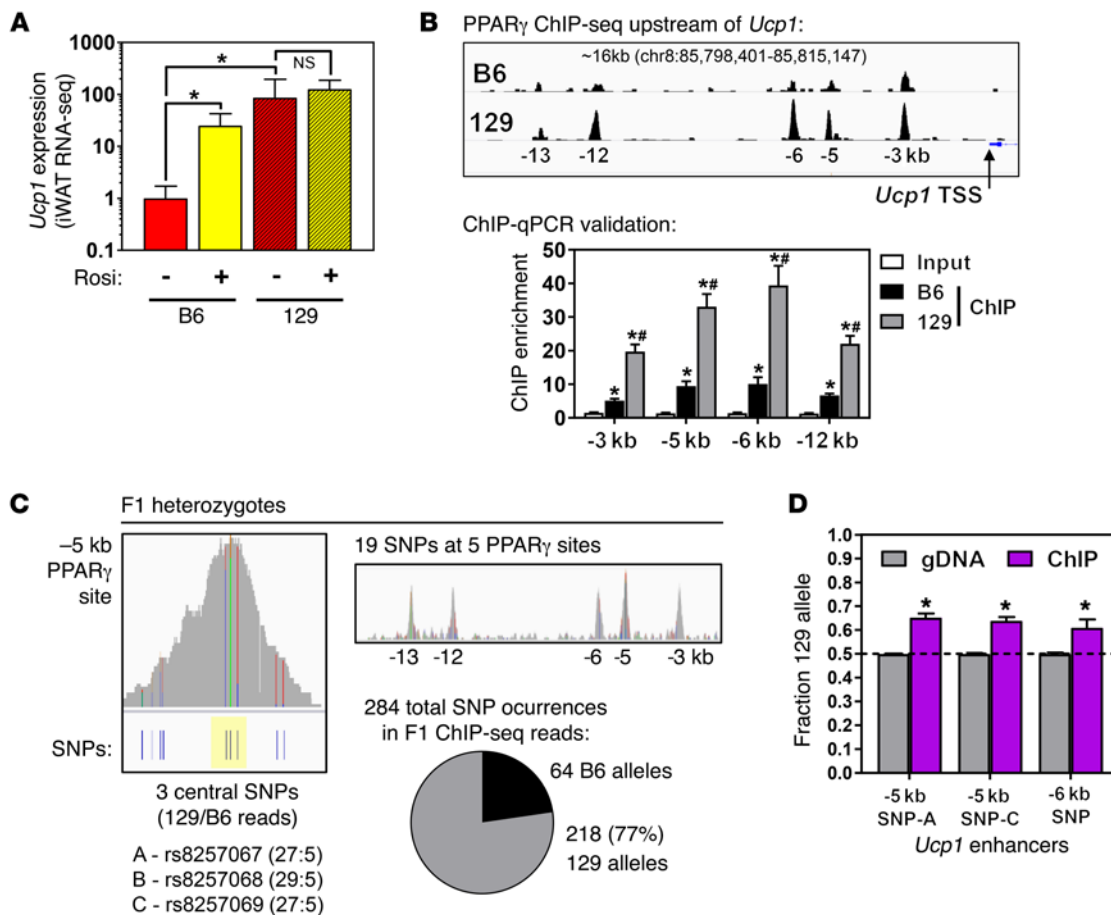 A
Ucp1 expression
(iWAT RNA-seq)
1000
100
10
1
0.1
*
*
NS
Rosi: - + - +
B6 129
B
PPARγ ChIP-seq upstream of Ucp1:
~16kb (chr8:85,798,401-85,815,147)
B6
129
-13 -12 -6 -5 -3 kb
Ucp1 TSS
ChIP-qPCR validation:
ChIP enrichment
50
40
30
20
10
0
*
*#
*
*#
*
*#
*
*#
-3 kb -5 kb -6 kb -12 kb
Input
B6
129
ChIP
C
F1 heterozygotes
–5 kb
PPARγ
site
SNPs:
3 central SNPs
(129/B6 reads)
A - rs8257067 (27:5)
B - rs8257068 (29:5)
C - rs8257069 (27:5)
19 SNPs at 5 PPARγ sites
-13 -12 -6 -5 -3 kb
284 total SNP ocurrences
in F1 ChIP-seq reads:
64 B6 alleles
218 (77%)
129 alleles
D
Fraction 129 allele
1.0
0.9
0.8
0.7
0.6
0.5
0.4
0.3
0.2
0.1
0.0
gDNA ChIP
* * *
-5 kb
SNP-A
-5 kb
SNP-C
-6 kb
SNP
Ucp1 enhancers